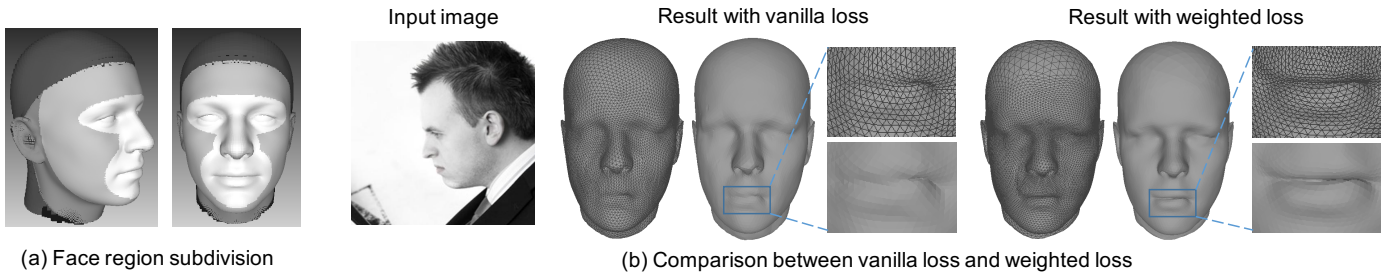 Input image
Result with vanilla loss
Result with weighted loss
(a) Face region subdivision
(b) Comparison between vanilla loss and weighted loss